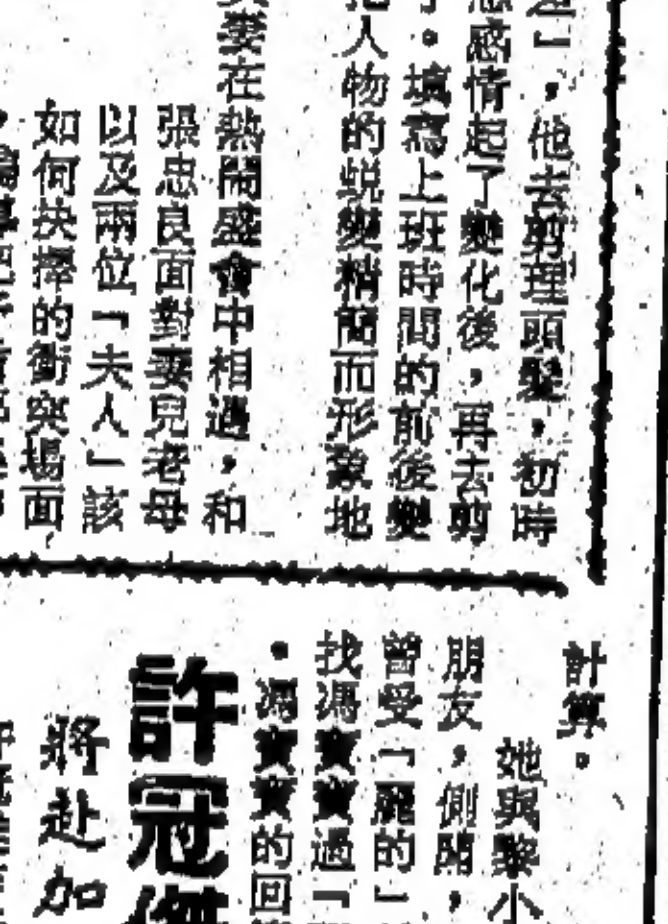 」，他去剪理頭髮，初時
感情起了變化後，再去剪
。填寫上班時間的前後變
人物的蛻變精簡而形象地
妻在熱鬧盛會中相遇，和
張忠良面對妻兒老母
以及兩位「夫人」該
如何抉擇的衝突場面
計算。
她與黎小
朋友，側聞，
曾受「麗的」
找馮寶寶過「
。馮寶寶的回
許冠傑
將赴加